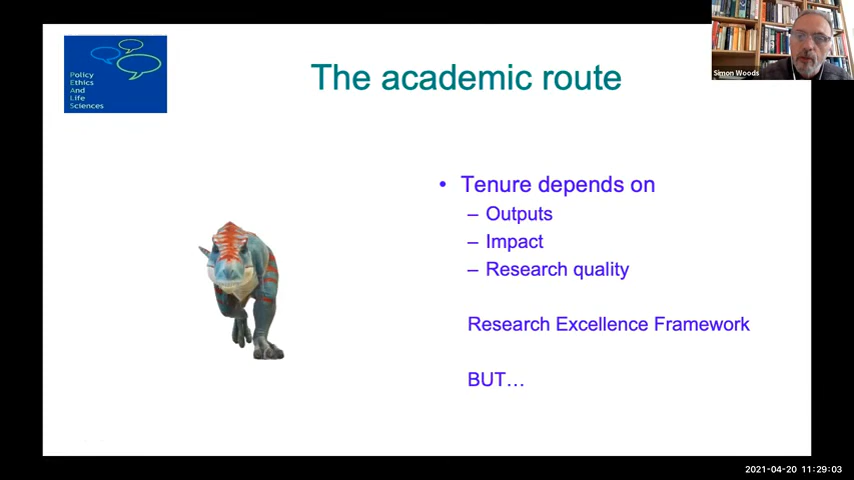 Policy
Ethics
And
Life
Sciences
The academic route
• Tenure depends on
– Outputs
– Impact
– Research quality
Research Excellence Framework
BUT…
Simon Woods
2021-04-20 11:29:03